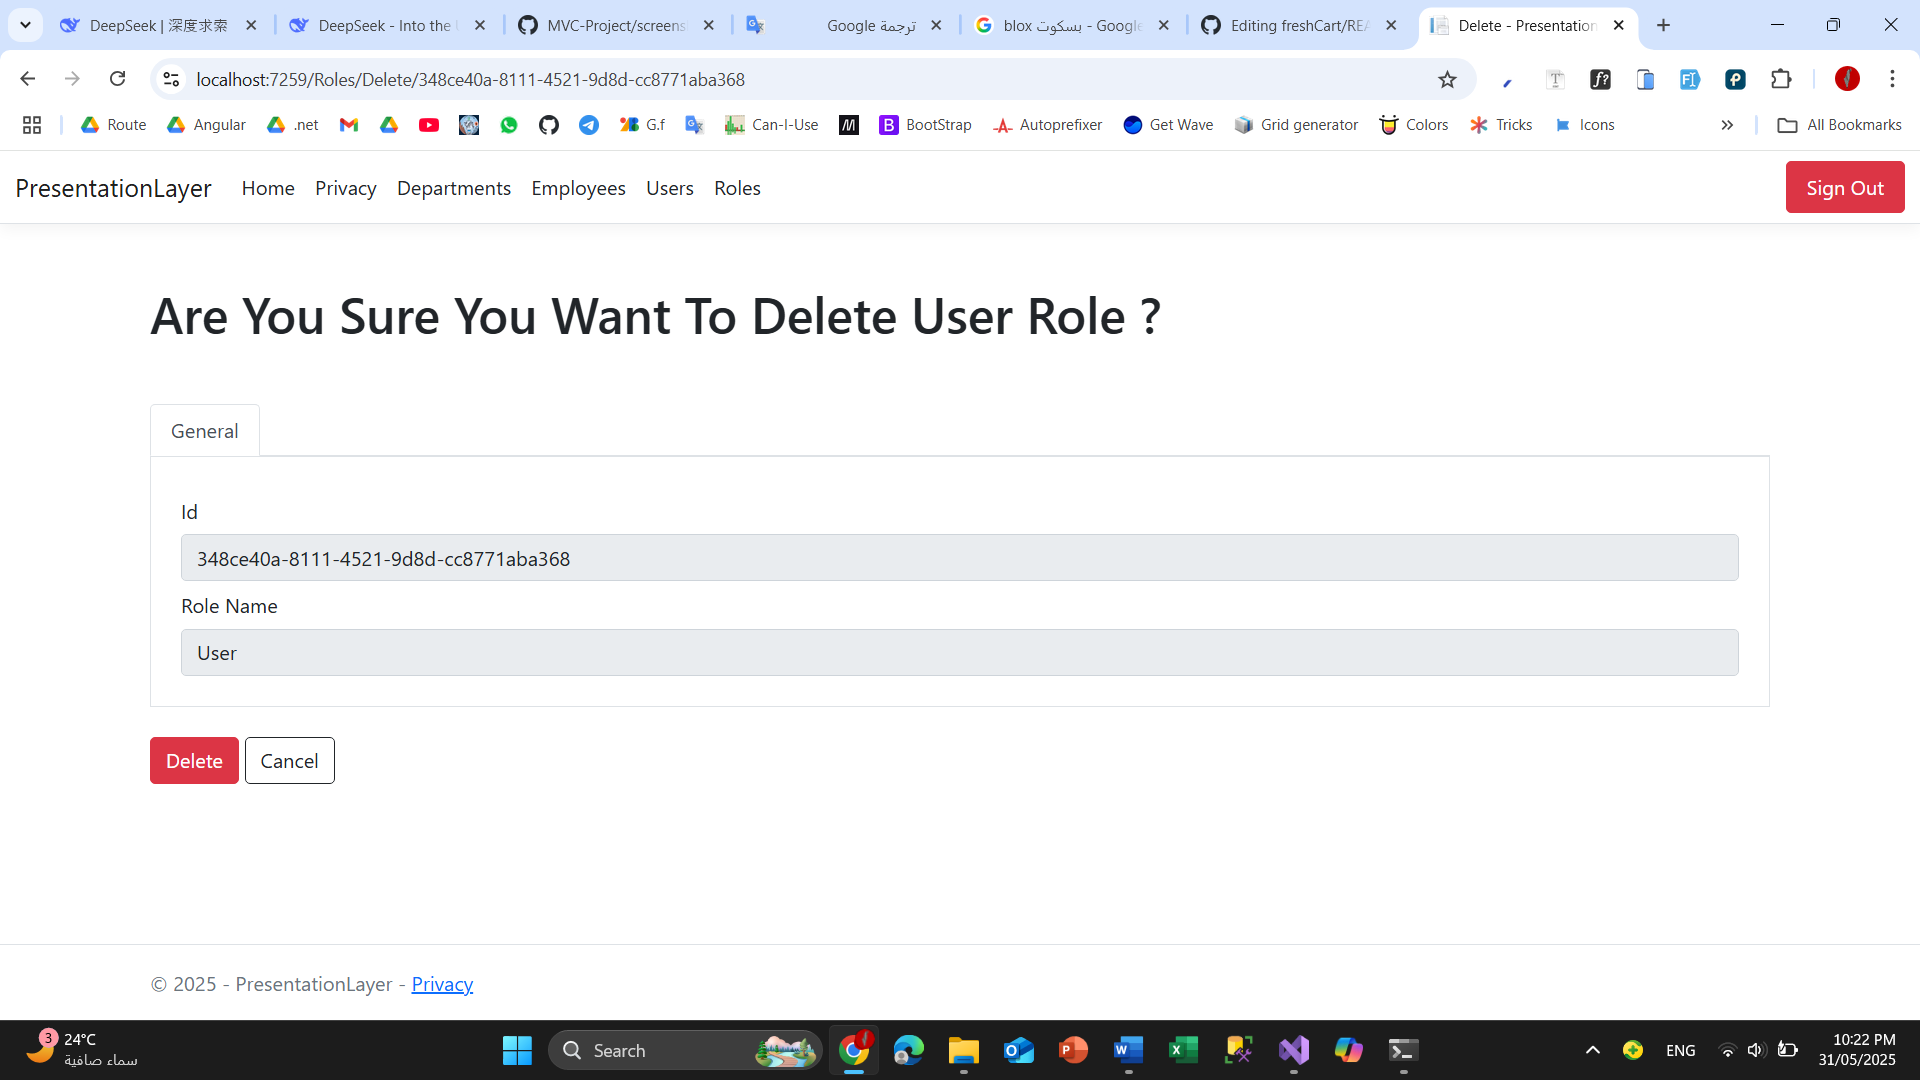 DeepSeek | 深度求索
DeepSeek - Into the
MVC-Project/screens
ترجمة Google
blox بسكوت - Google
Editing freshCart/REA
Delete - Presentation
localhost:7259/Roles/Delete/348ce40a-8111-4521-9d8d-cc8771aba368
Route
Angular
.net
G.f
Can-I-Use
BootStrap
Autoprefixer
Get Wave
Grid generator
Colors
Tricks
Icons
All Bookmarks
PresentationLayer
Home
Privacy
Departments
Employees
Users
Roles
Sign Out
Are You Sure You Want To Delete User Role ?
General
Id
348ce40a-8111-4521-9d8d-cc8771aba368
Role Name
User
Delete
Cancel
© 2025 - PresentationLayer - Privacy
3
24°C
سماء صافية
Search
ENG
10:22 PM
31/05/2025